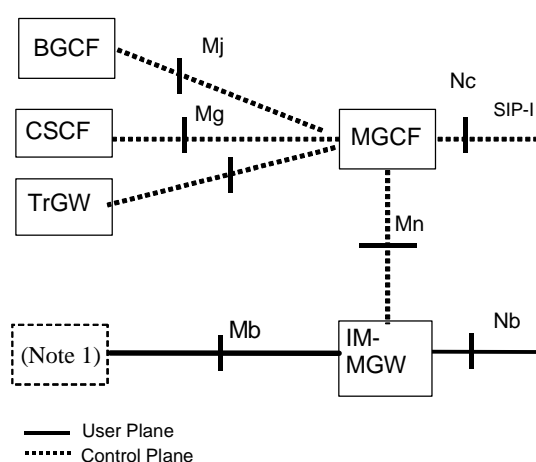 BGCF
Mj
Nc
CSCF
Mg
MGCF
SIP-I
TrGW
Mn
(Note 1)
Mb
IM-
MGW
Nb
User Plane
Control Plane